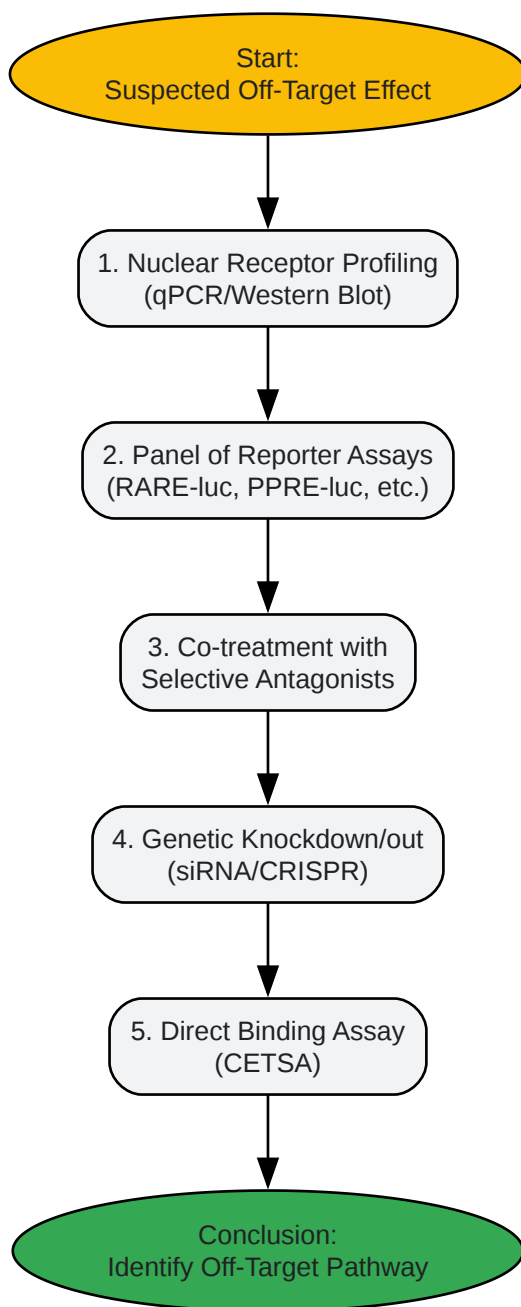 Start:
Suspected Off-Target Effect
1. Nuclear Receptor Profiling
(qPCR/Western Blot)
2. Panel of Reporter Assays
(RARE-luc, PPRE-luc, etc.)
3. Co-treatment with
Selective Antagonists
4. Genetic Knockdown/out
(siRNA/CRISPR)
5. Direct Binding Assay
(CETSA)
Conclusion:
Identify Off-Target Pathway